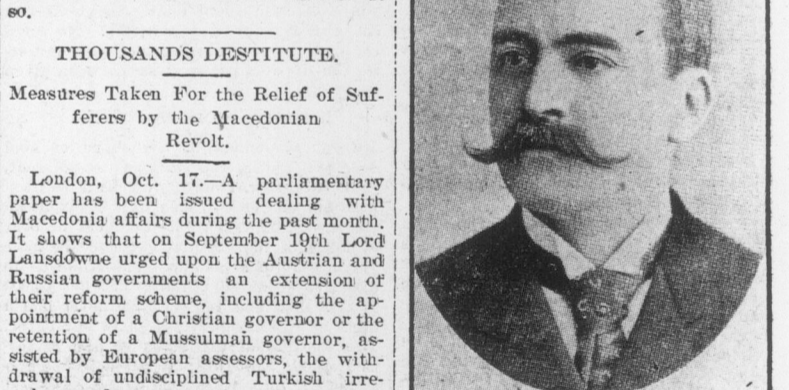 so.
THOUSANDS DESTITUTE.
Measures Taken For the Relief of Suf-
ferers by the Macedonian
Revolt.
London, Oct. 17.—A parliamentary
paper has been issued dealing with
Macedonia affairs during the past month.
It shows that on September 19th Lord
Lansdowne urged upon the Austrian and
Russian governments an extension of
their reform scheme, including the ap-
pointment of a Christian governor or the
retention of a Mussulman governor, as-
sisted by European assessors, the with-
drawal of undisciplined Turkish irre-